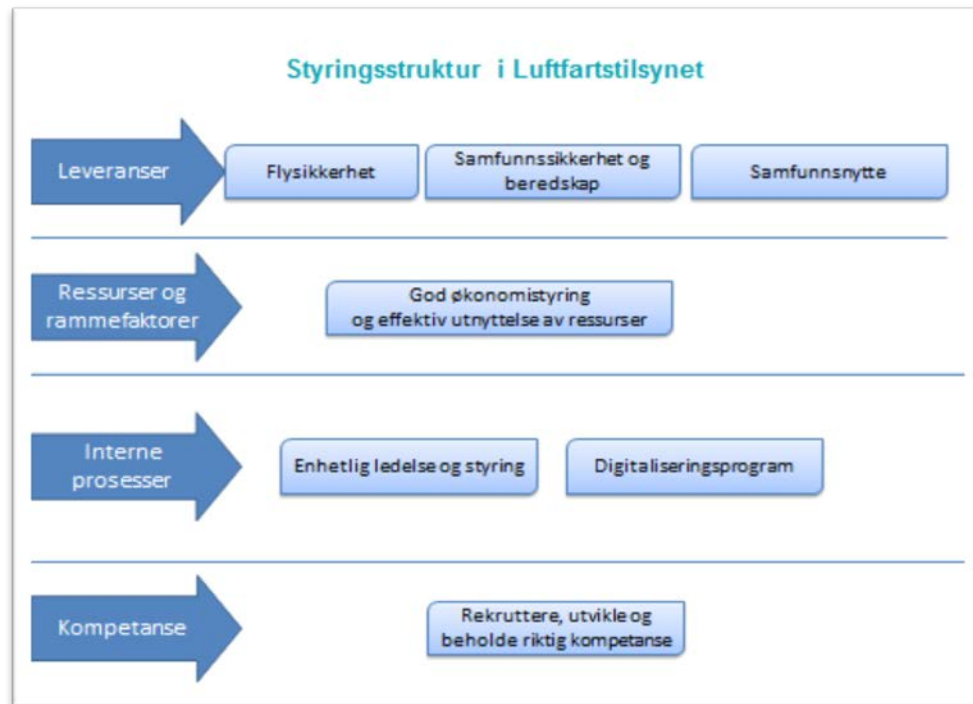 Styringsstruktur i Luftfartstilsynet
Leveranser
Flysikkerhet
Samfunnssikkerhet og
beredskap
Samfunnsnytte
Ressurser og
rammefaktorer
God økonomistyring
og effektiv utnyttelse av ressurser
Interne
prosesser
Enhetlig ledelse og styring
Digitaliseringsprogram
Kompetanse
Rekruttere, utvikle og
beholde riktig kompetanse